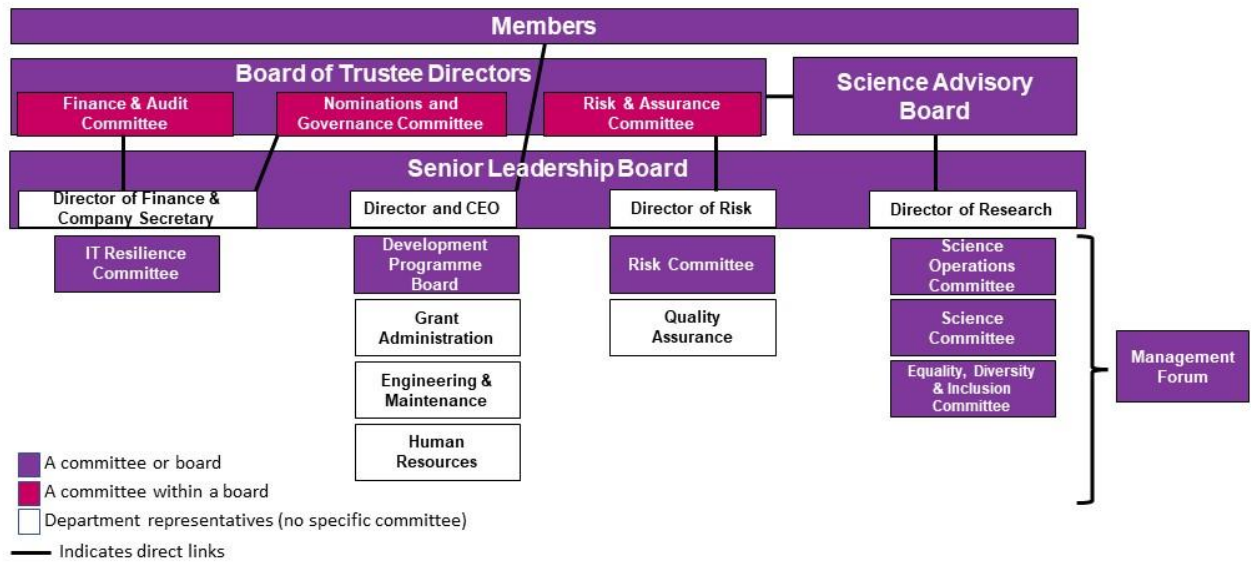 Members
Board of Trustee Directors
Finance & Audit
Committee
Nominations and
Governance Committee
Risk & Assurance
Committee
Science Advisory
Board
Senior Leadership Board
Director of Finance &
Company Secretary
Director and CEO
Director of Risk
Director of Research
IT Resilience
Committee
Development
Programme
Board
Risk Committee
Science
Operations
Committee
Grant
Administration
Quality
Assurance
Science
Committee
Management
Forum
Engineering &
Maintenance
Equality, Diversity
& Inclusion
Committee
Human
Resources
A committee or board
A committee within a board
Department representatives (no specific committee)
Indicates direct links